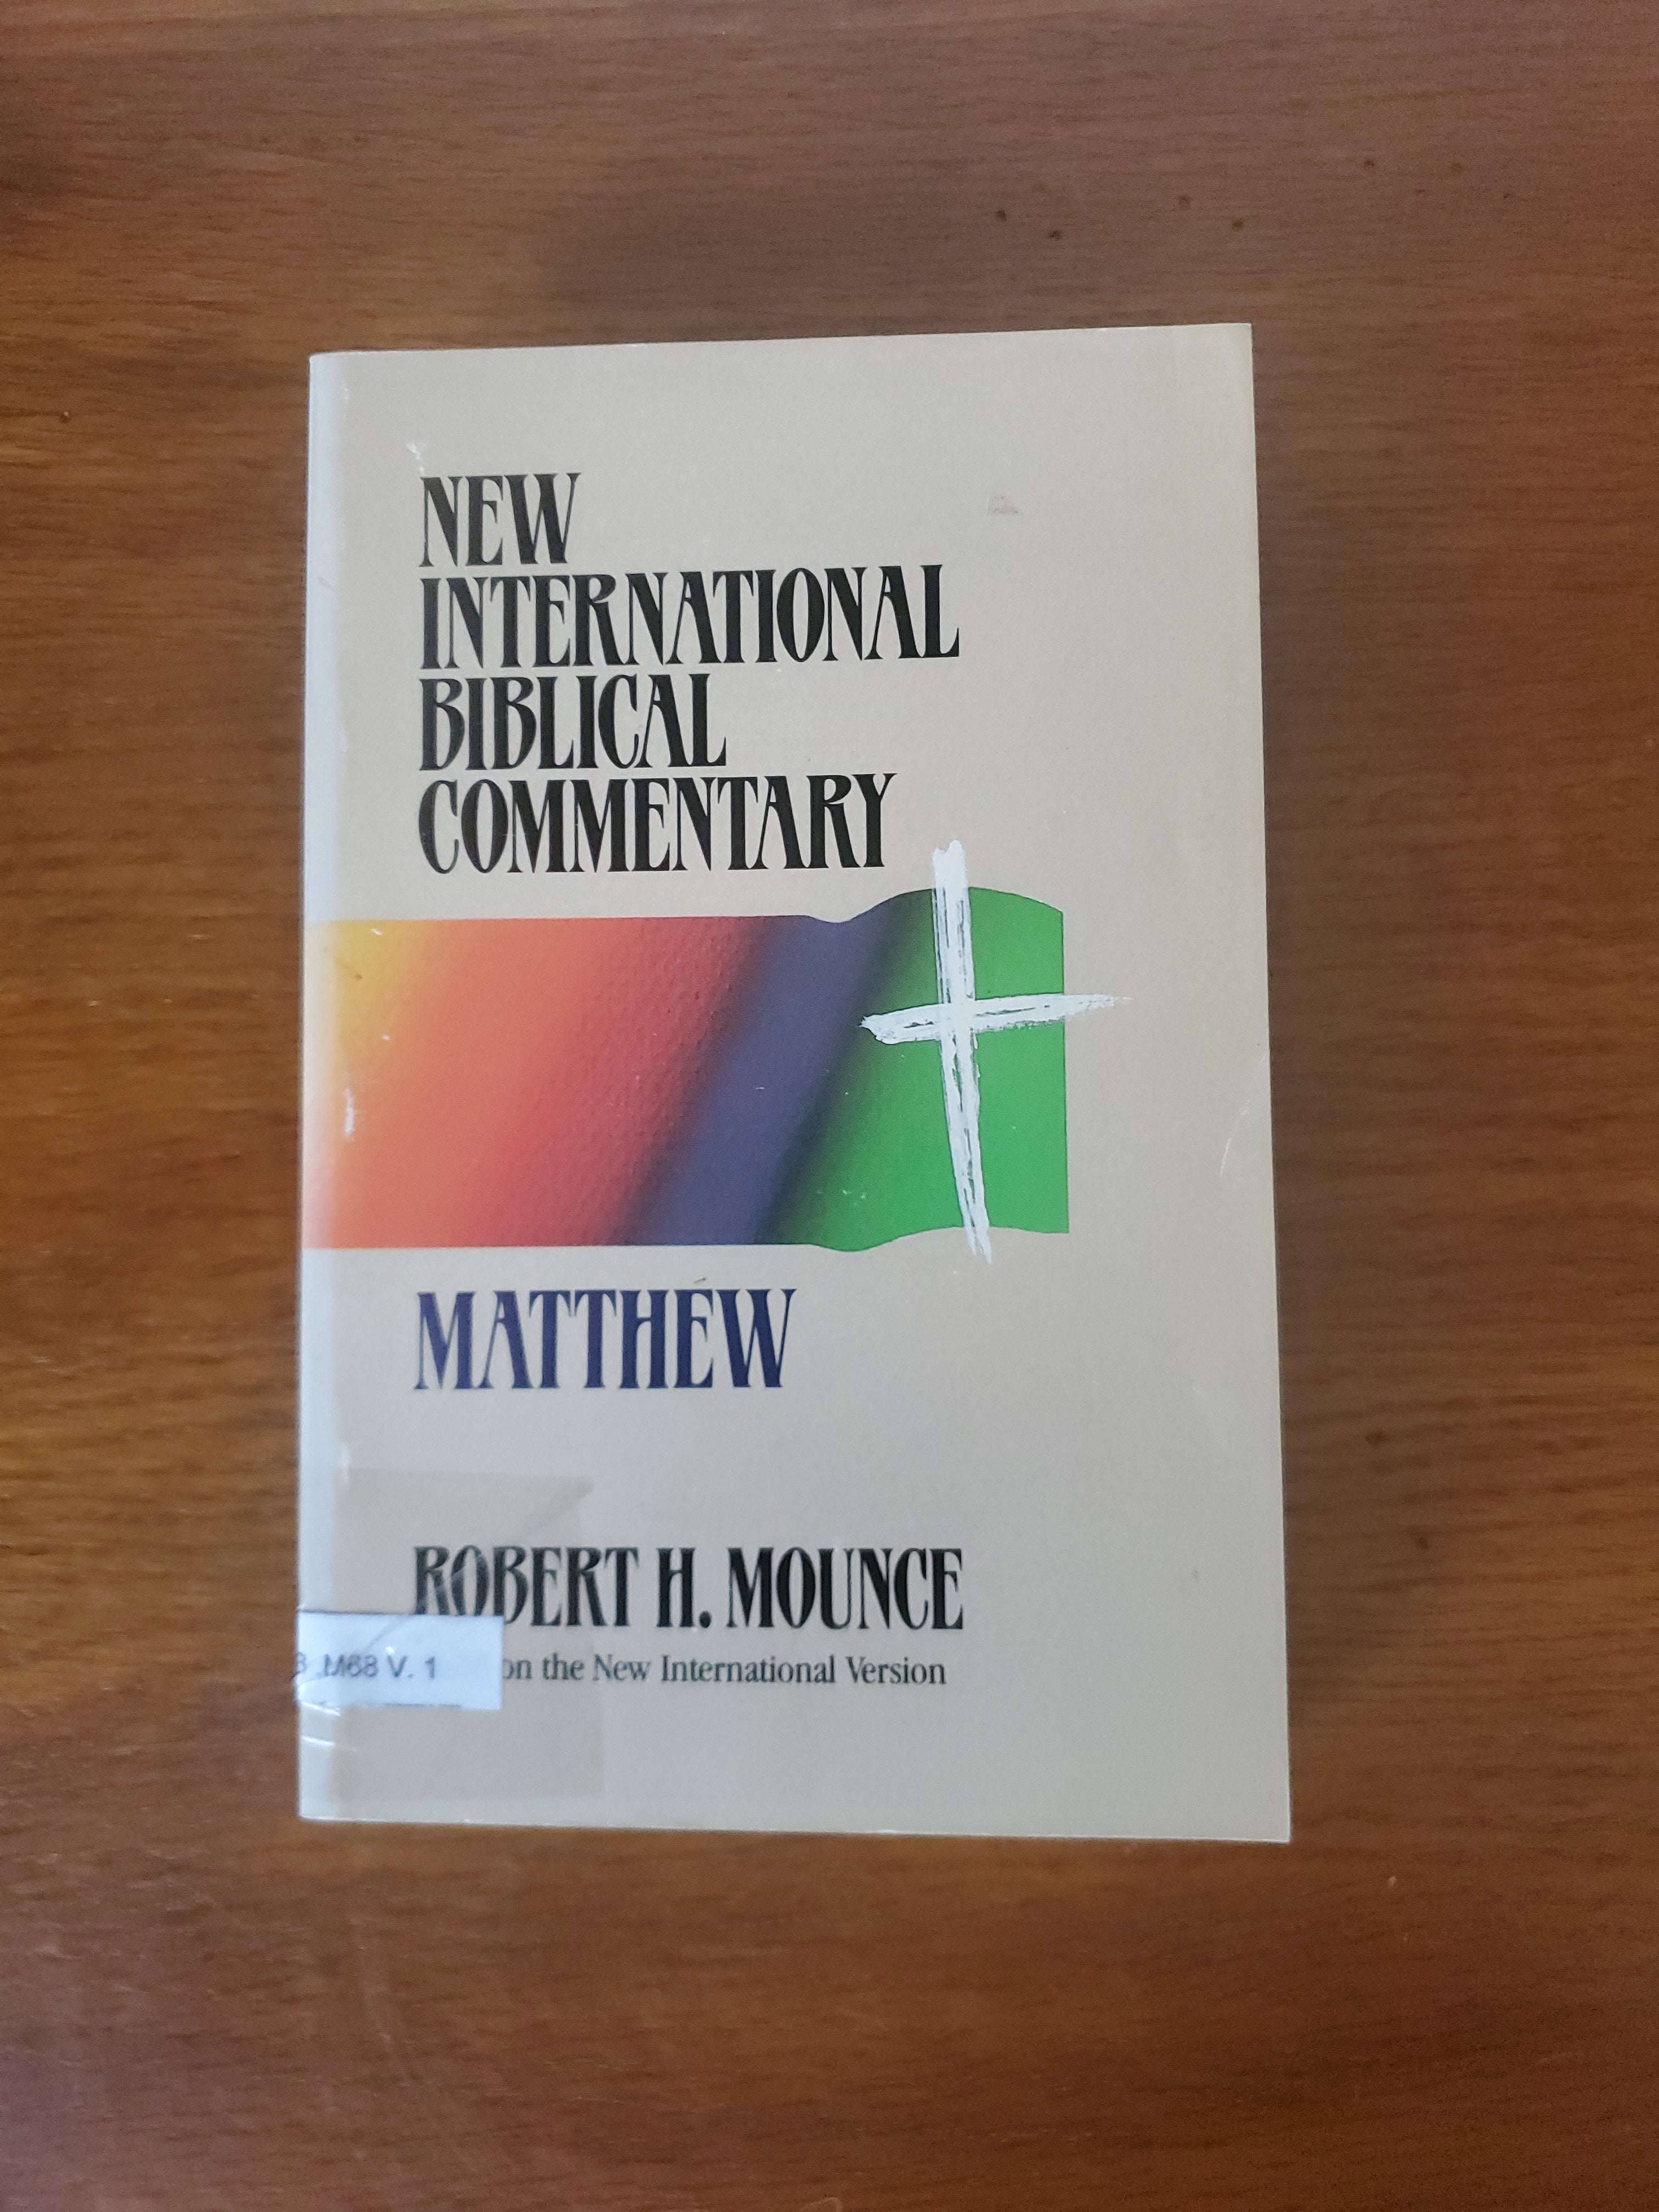 NEW
INTERNATIONAL
BIBLICAL
COMMENTARY
MATTHEW
ROBERT H. MOUNCE
on the New International Version
.M68 V. 1